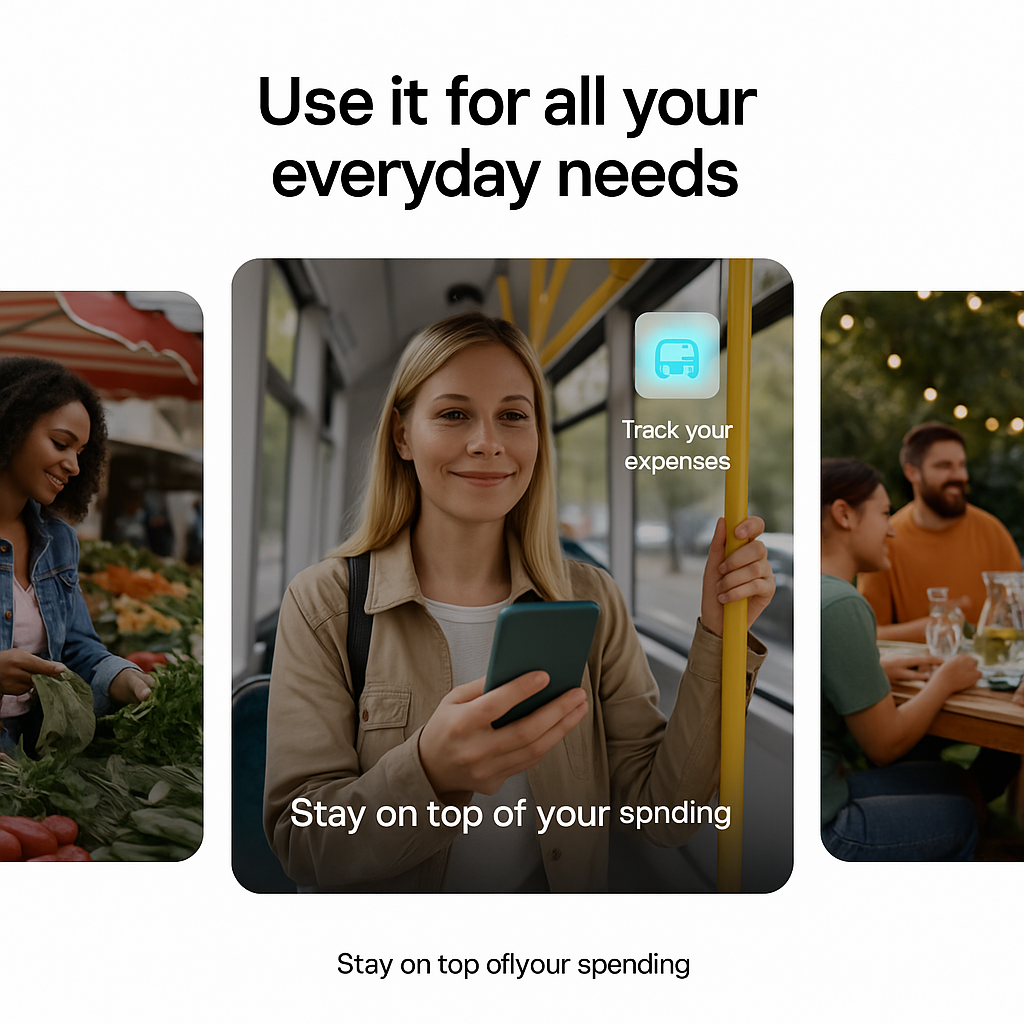 Use it for all your
everyday needs
Track your
expenses
Stay on top of your spnding
Stay on top oflyour spending